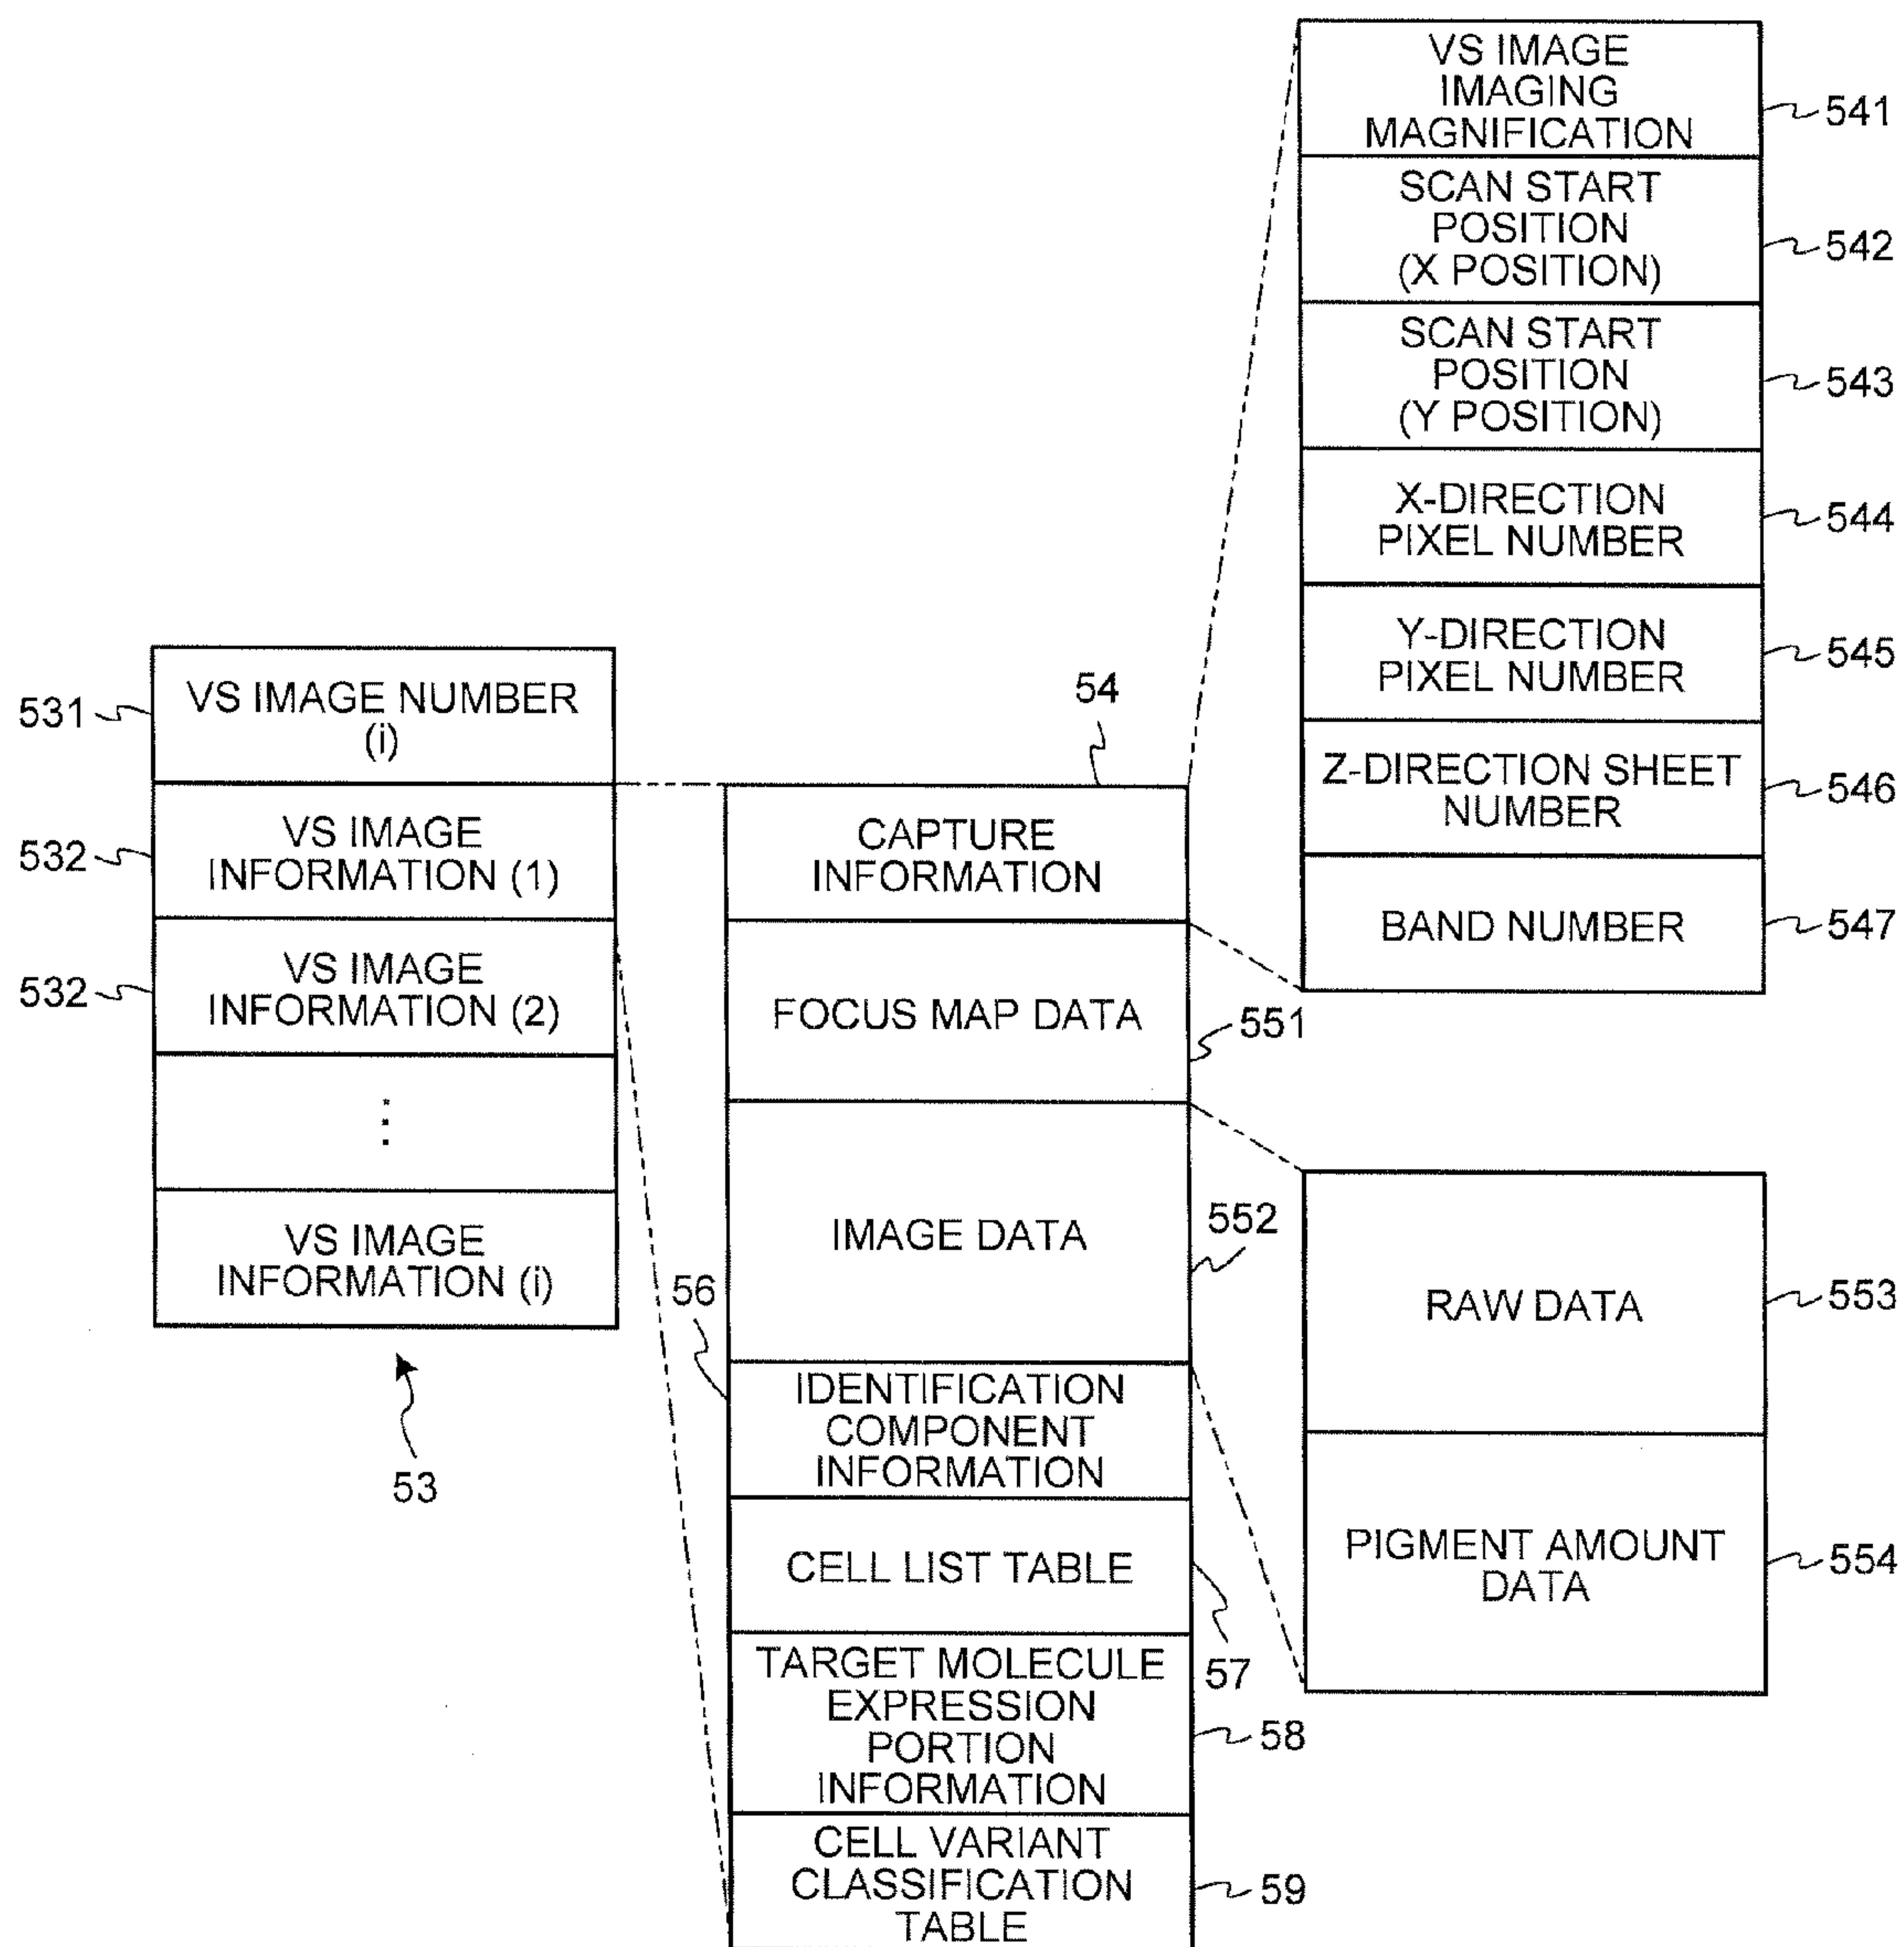 531
VS IMAGE NUMBER
(i)
532
VS IMAGE
INFORMATION (1)
532
VS IMAGE
INFORMATION (2)
⋮
VS IMAGE
INFORMATION (i)
53
54
CAPTURE
INFORMATION
FOCUS MAP DATA
551
IMAGE DATA
552
56
IDENTIFICATION
COMPONENT
INFORMATION
CELL LIST TABLE
57
TARGET MOLECULE
EXPRESSION
PORTION
INFORMATION
58
CELL VARIANT
CLASSIFICATION
TABLE
59
VS IMAGE
IMAGING
MAGNIFICATION
541
SCAN START
POSITION
(X POSITION)
542
SCAN START
POSITION
(Y POSITION)
543
X-DIRECTION
PIXEL NUMBER
544
Y-DIRECTION
PIXEL NUMBER
545
Z-DIRECTION SHEET
NUMBER
546
BAND NUMBER
547
RAW DATA
553
PIGMENT AMOUNT
DATA
554